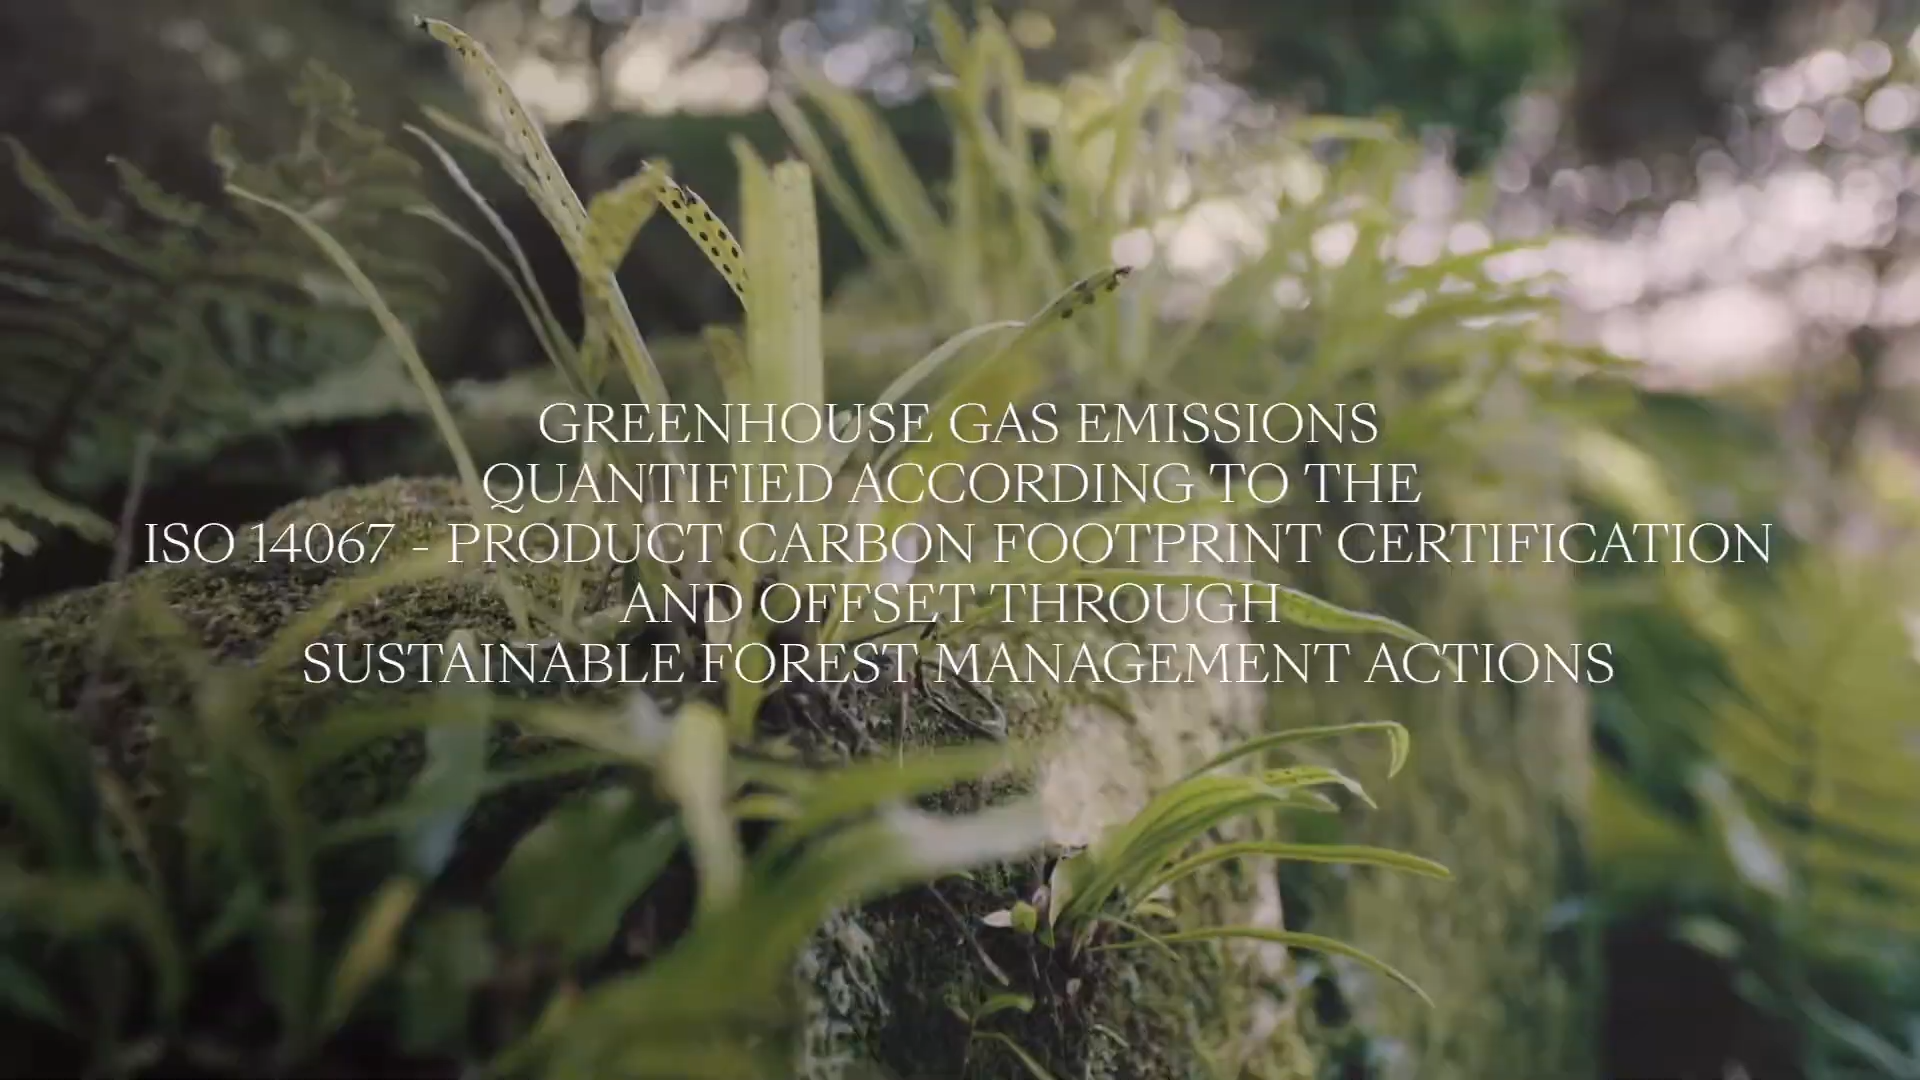 GREENHOUSE GAS EMISSIONS
QUANTIFIED ACCORDING TO THE
ISO 14067 - PRODUCT CARBON FOOTPRINT CERTIFICATION
AND OFFSET THROUGH
SUSTAINABLE FOREST MANAGEMENT ACTIONS